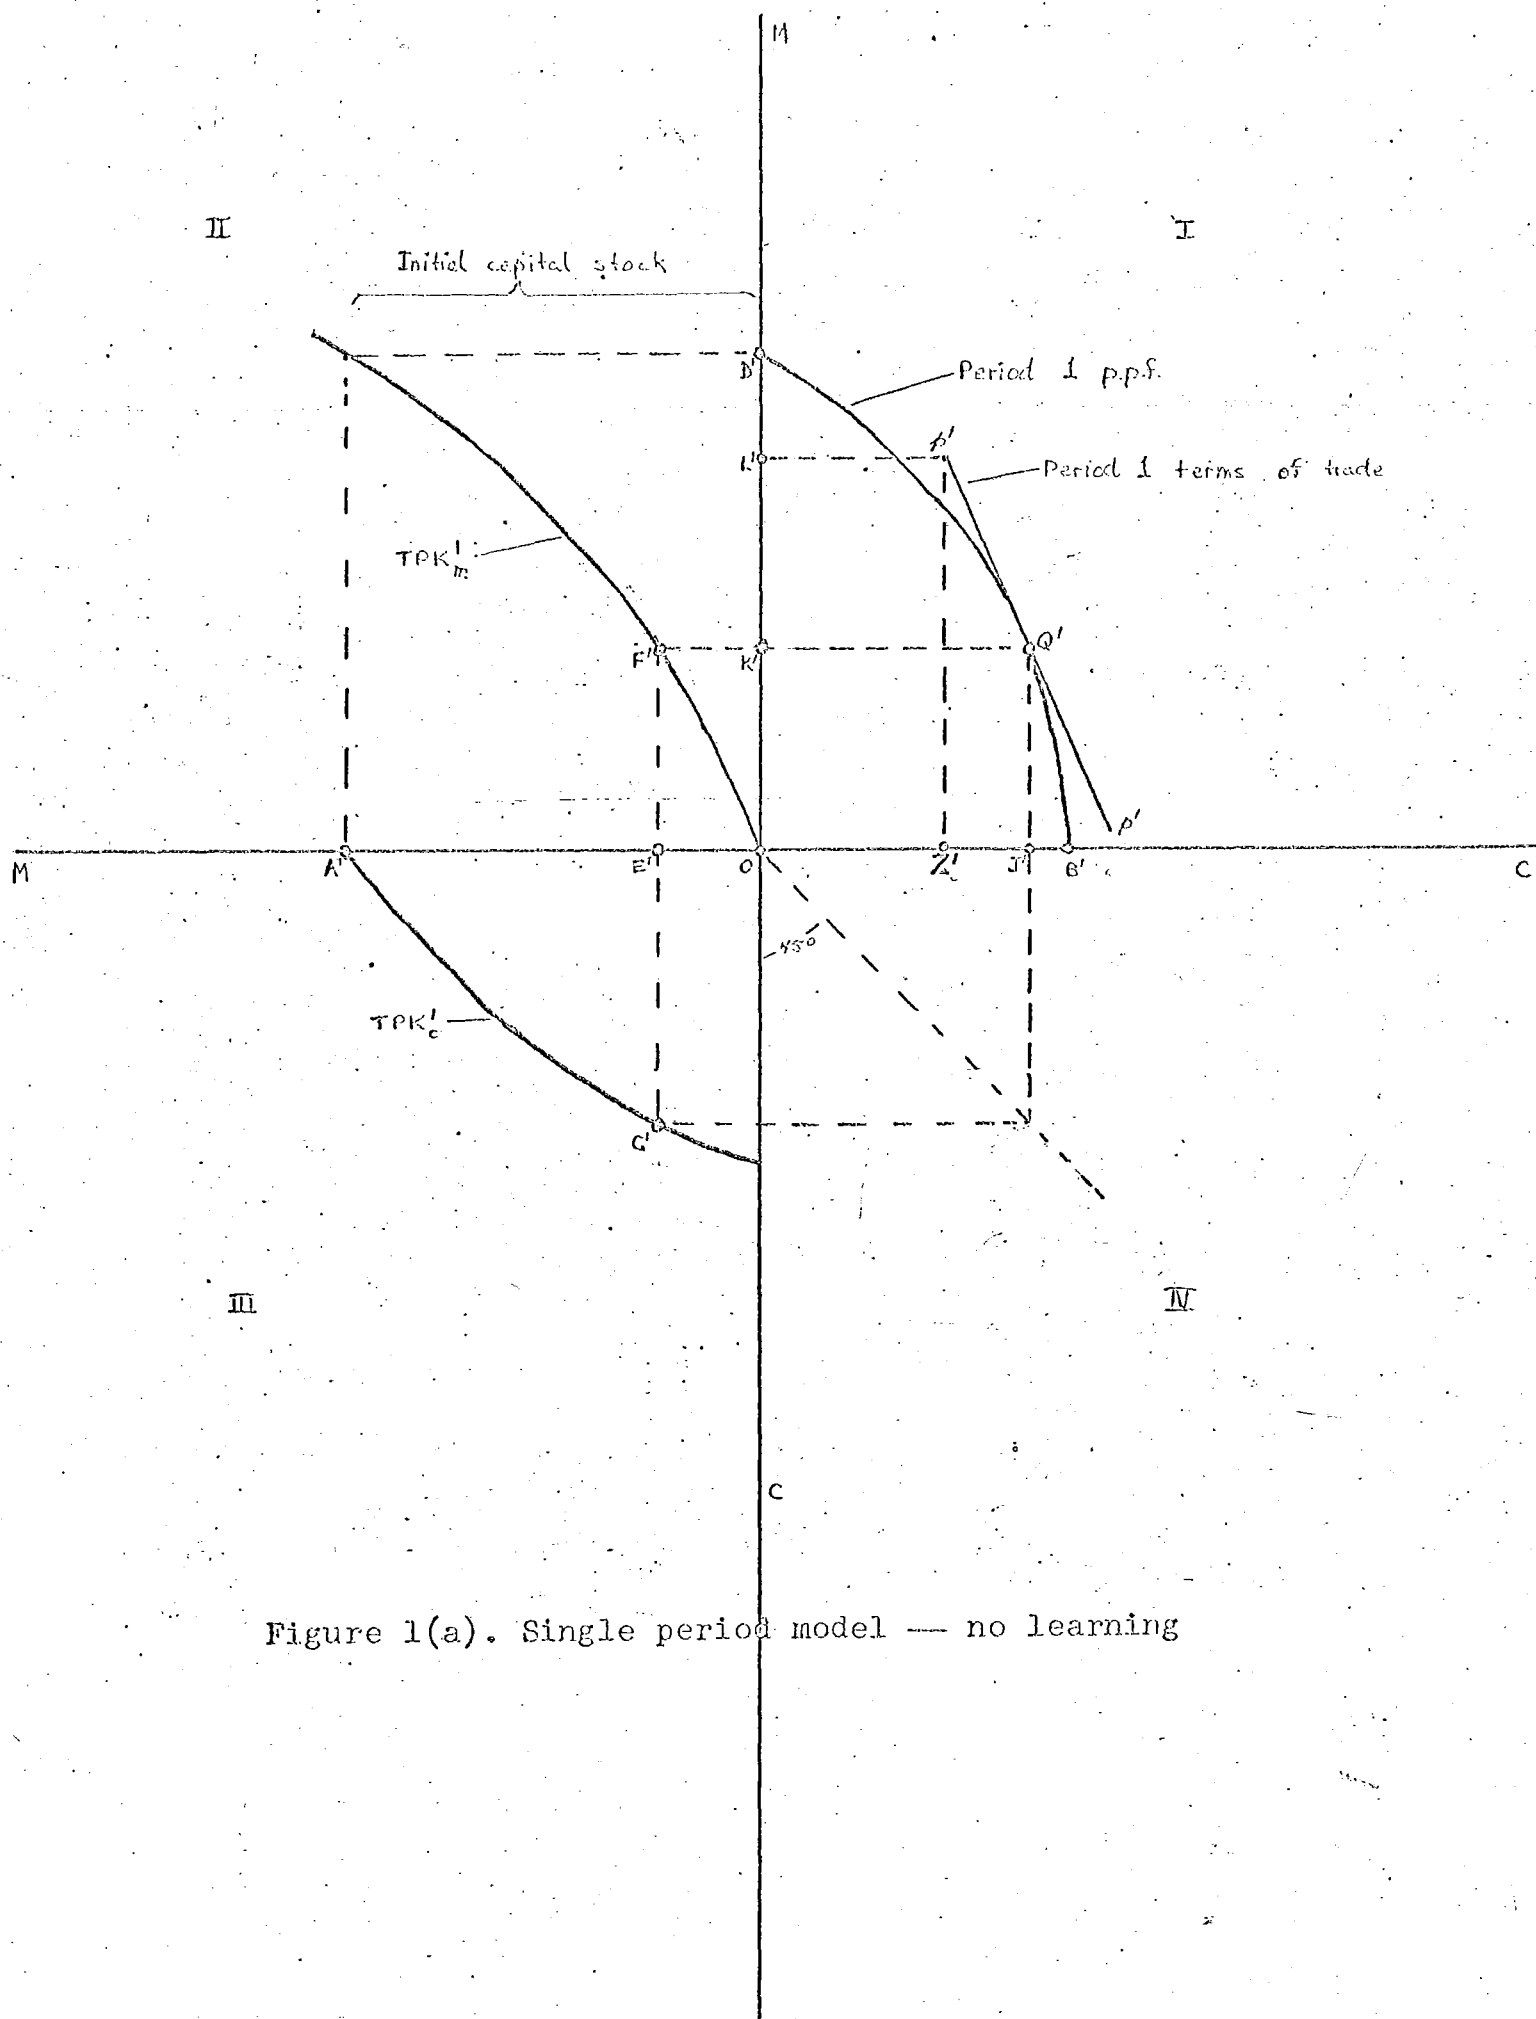 M
II
I
Initial capital stock
D'
Period 1 p.p.f.
p'
L'
Period 1 terms of trade
TPK'm
F'
K'
Q'
p'
M
A'
E'
O
Z'
J'
B'
C
45°
TPK'c
G'
III
IV
C
Figure 1(a). Single period model — no learning